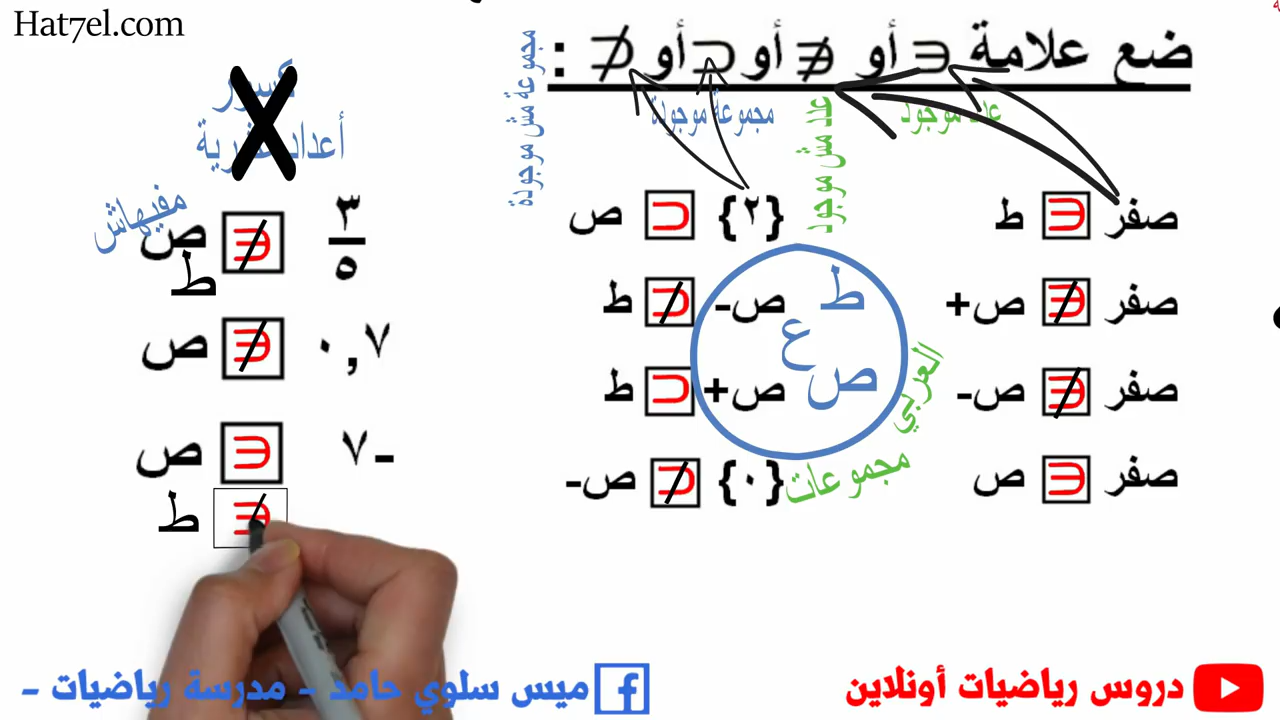 Hat7el.com
ضع علامة ∋ أو ∌ أو ⊃ أو ⊅ :
عدد موجود
عدد مش موجود
مجموعة موجودة
مجموعة مش موجودة
صفر ∋ ط
صفر ∌ ص+
صفر ∌ ص-
صفر ∋ ص
{٢} ⊃ ص
ص- ⊅ ط
ص+ ⊃ ط
{٠} ⊅ ص-
ط
ع
ص
العربي
مجموعات
كسور
أعداد عشرية
مفيهاش
٣/٥ ∌ ص
ط
٠,٧ ∌ ص
-٧ ∋ ص
∌ ط
دروس رياضيات أونلاين
ميس سلوي حامد - مدرسة رياضيات -